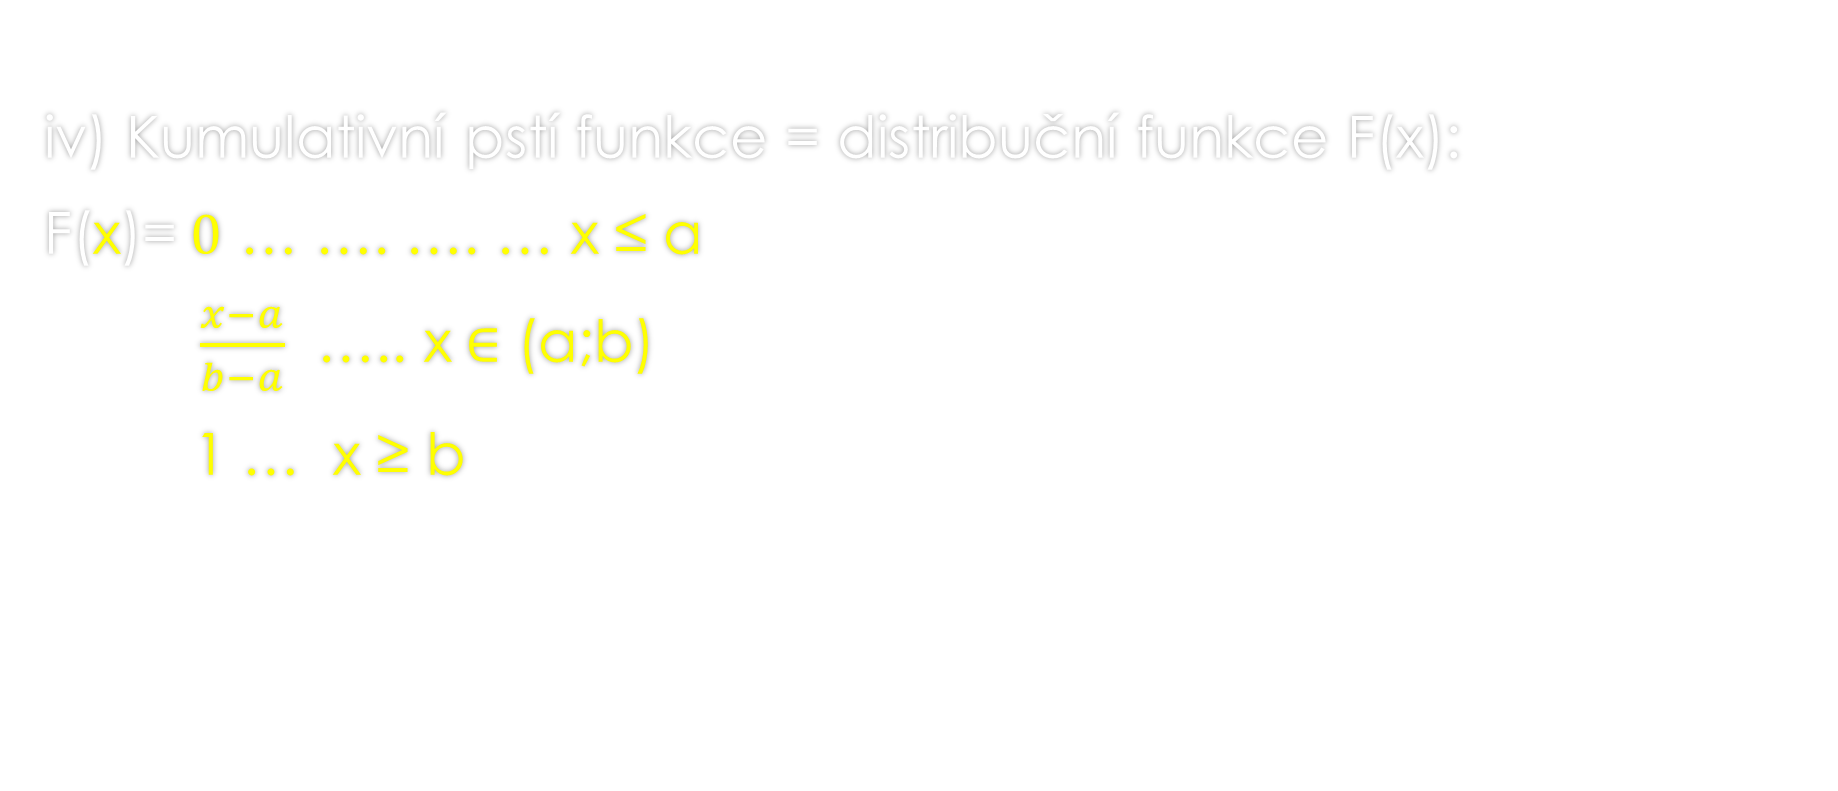 iv) Kumulativní pstí funkce = distribuční funkce F(x):
F(x)= 0 … …. …. … x ≤ a
x−a
b−a ….. x ∈ (a;b)
1 … x ≥ b